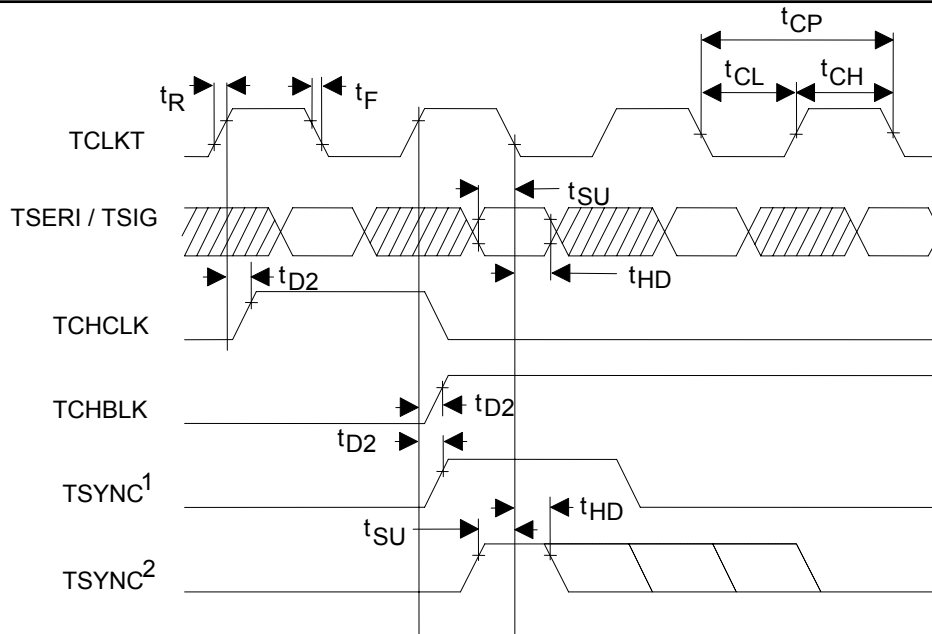 tCP
tCL tCH
tR tF
TCLKT
tSU
TSERI / TSIG
tD2 tHD
TCHCLK
TCHBLK tD2
tD2
TSYNC1
tSU tHD
TSYNC2